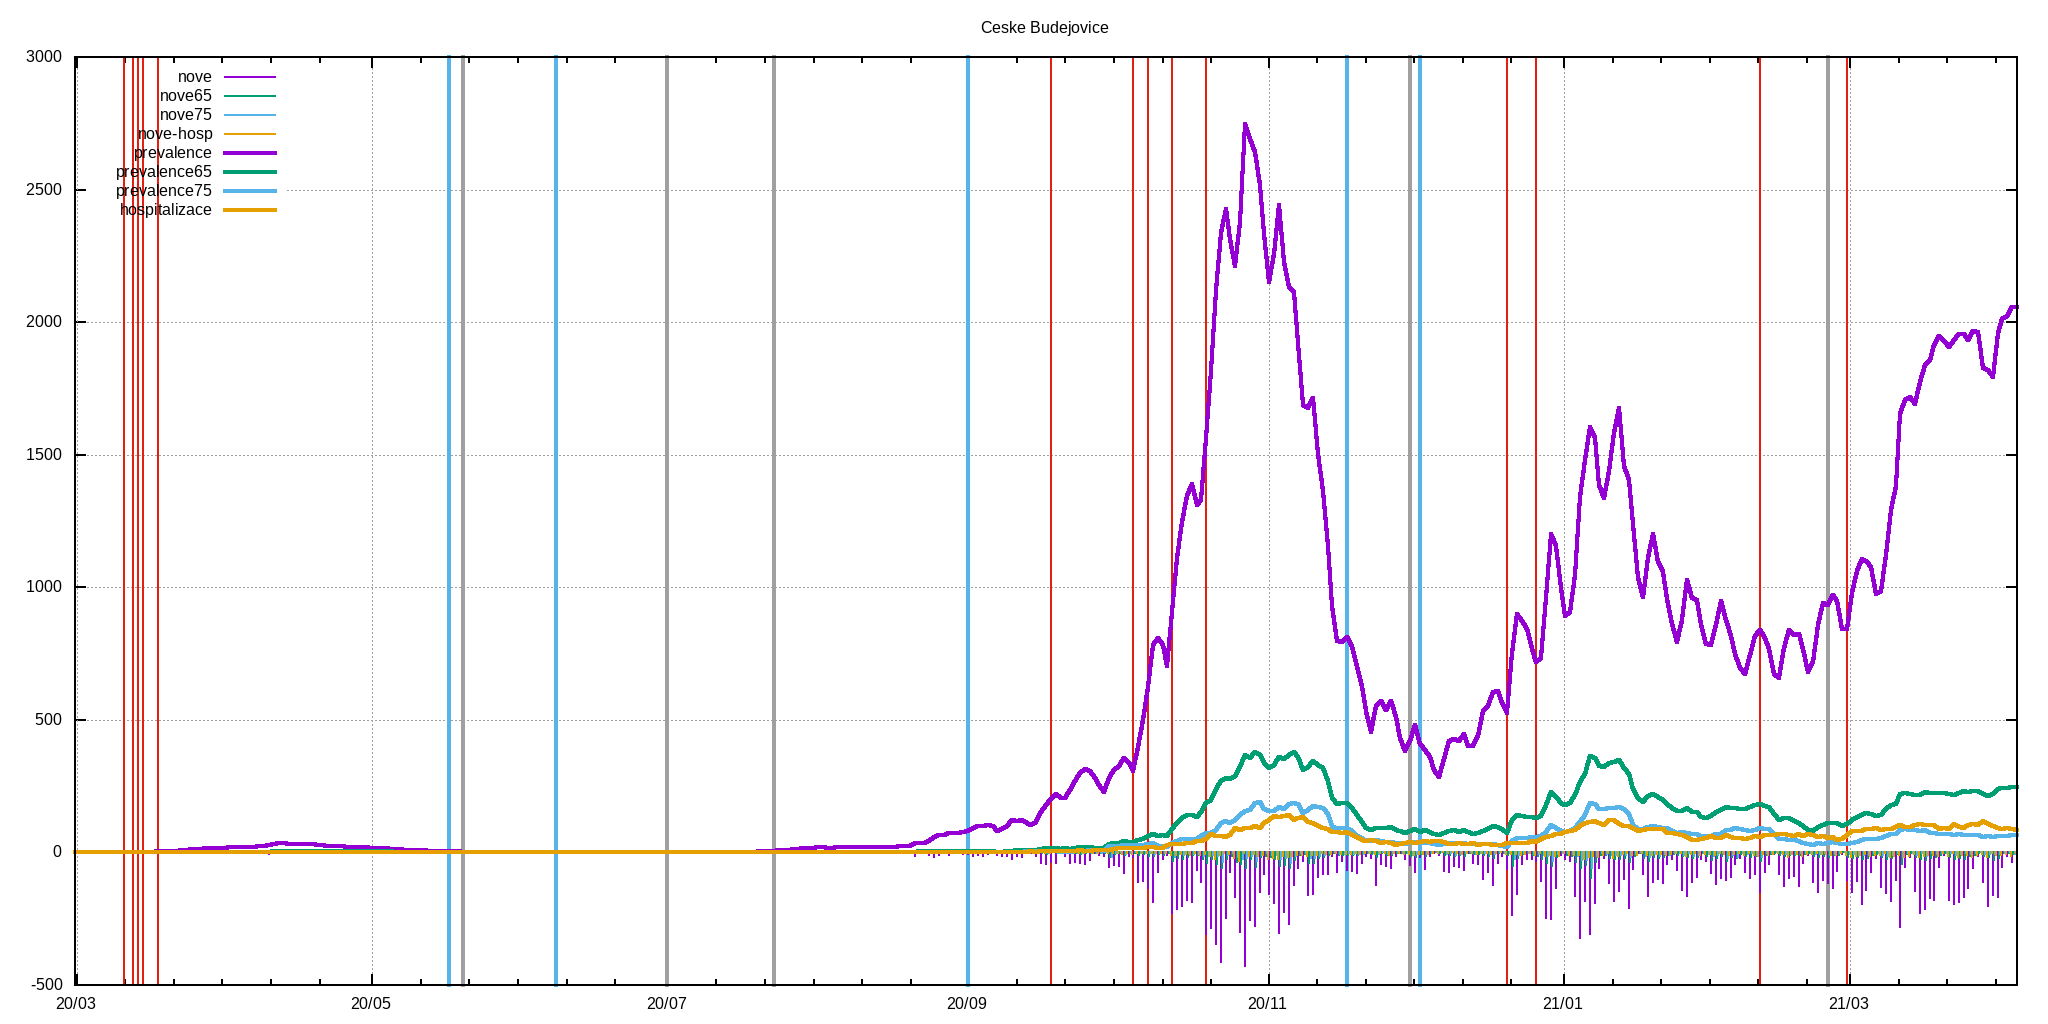 Ceske Budejovice
3000
2500
2000
1500
1000
500
0
-500
nove
nove65
nove75
nove-hosp
prevalence
prevalence65
prevalence75
hospitalizace
20/03 20/05 20/07 20/09 20/11 21/01 21/03